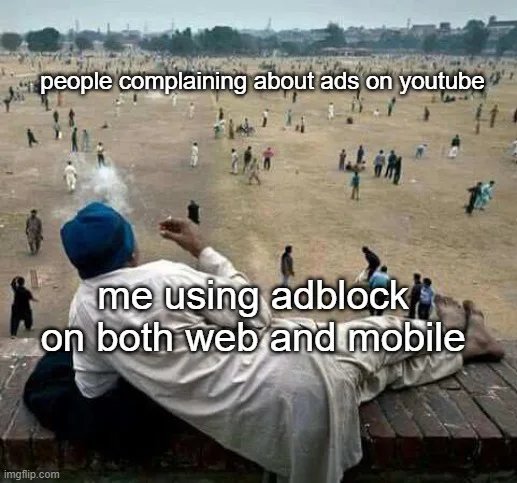 people complaining about ads on youtube
me using adblock
on both web and mobile
imgflip.com